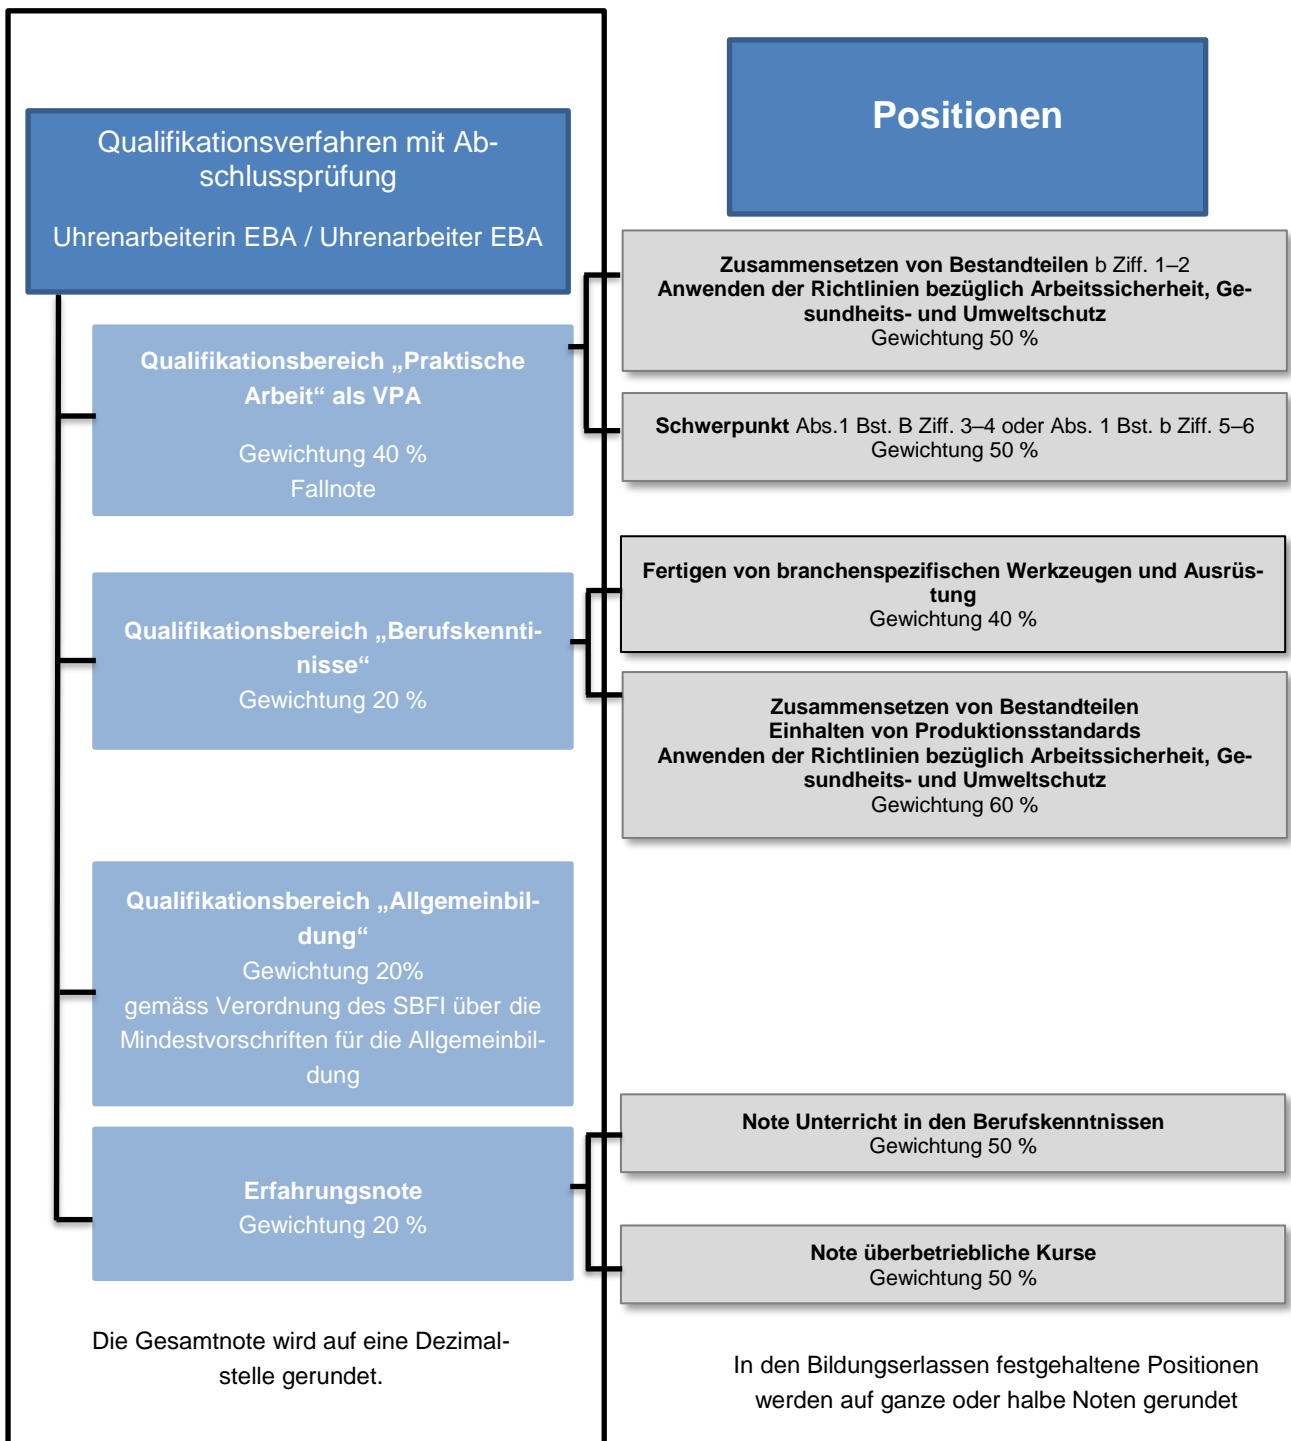 Qualifikationsverfahren mit Ab-
schlussprüfung
Uhrenarbeiterin EBA / Uhrenarbeiter EBA
Positionen
Qualifikationsbereich „Praktische
Arbeit“ als VPA
Gewichtung 40 %
Fallnote
Zusammensetzen von Bestandteilen b Ziff. 1–2
Anwenden der Richtlinien bezüglich Arbeitssicherheit, Ge-
sundheits- und Umweltschutz
Gewichtung 50 %
Schwerpunkt Abs.1 Bst. B Ziff. 3–4 oder Abs. 1 Bst. b Ziff. 5–6
Gewichtung 50 %
Qualifikationsbereich „Berufskennti-
nisse“
Gewichtung 20 %
Fertigen von branchenspezifischen Werkzeugen und Ausrüs-
tung
Gewichtung 40 %
Zusammensetzen von Bestandteilen
Einhalten von Produktionsstandards
Anwenden der Richtlinien bezüglich Arbeitssicherheit, Ge-
sundheits- und Umweltschutz
Gewichtung 60 %
Qualifikationsbereich „Allgemeinbil-
dung“
Gewichtung 20%
gemäss Verordnung des SBFI über die
Mindestvorschriften für die Allgemeinbil-
dung
Erfahrungsnote
Gewichtung 20 %
Note Unterricht in den Berufskenntnissen
Gewichtung 50 %
Note überbetriebliche Kurse
Gewichtung 50 %
Die Gesamtnote wird auf eine Dezimal-
stelle gerundet.
In den Bildungserlassen festgehaltene Positionen
werden auf ganze oder halbe Noten gerundet